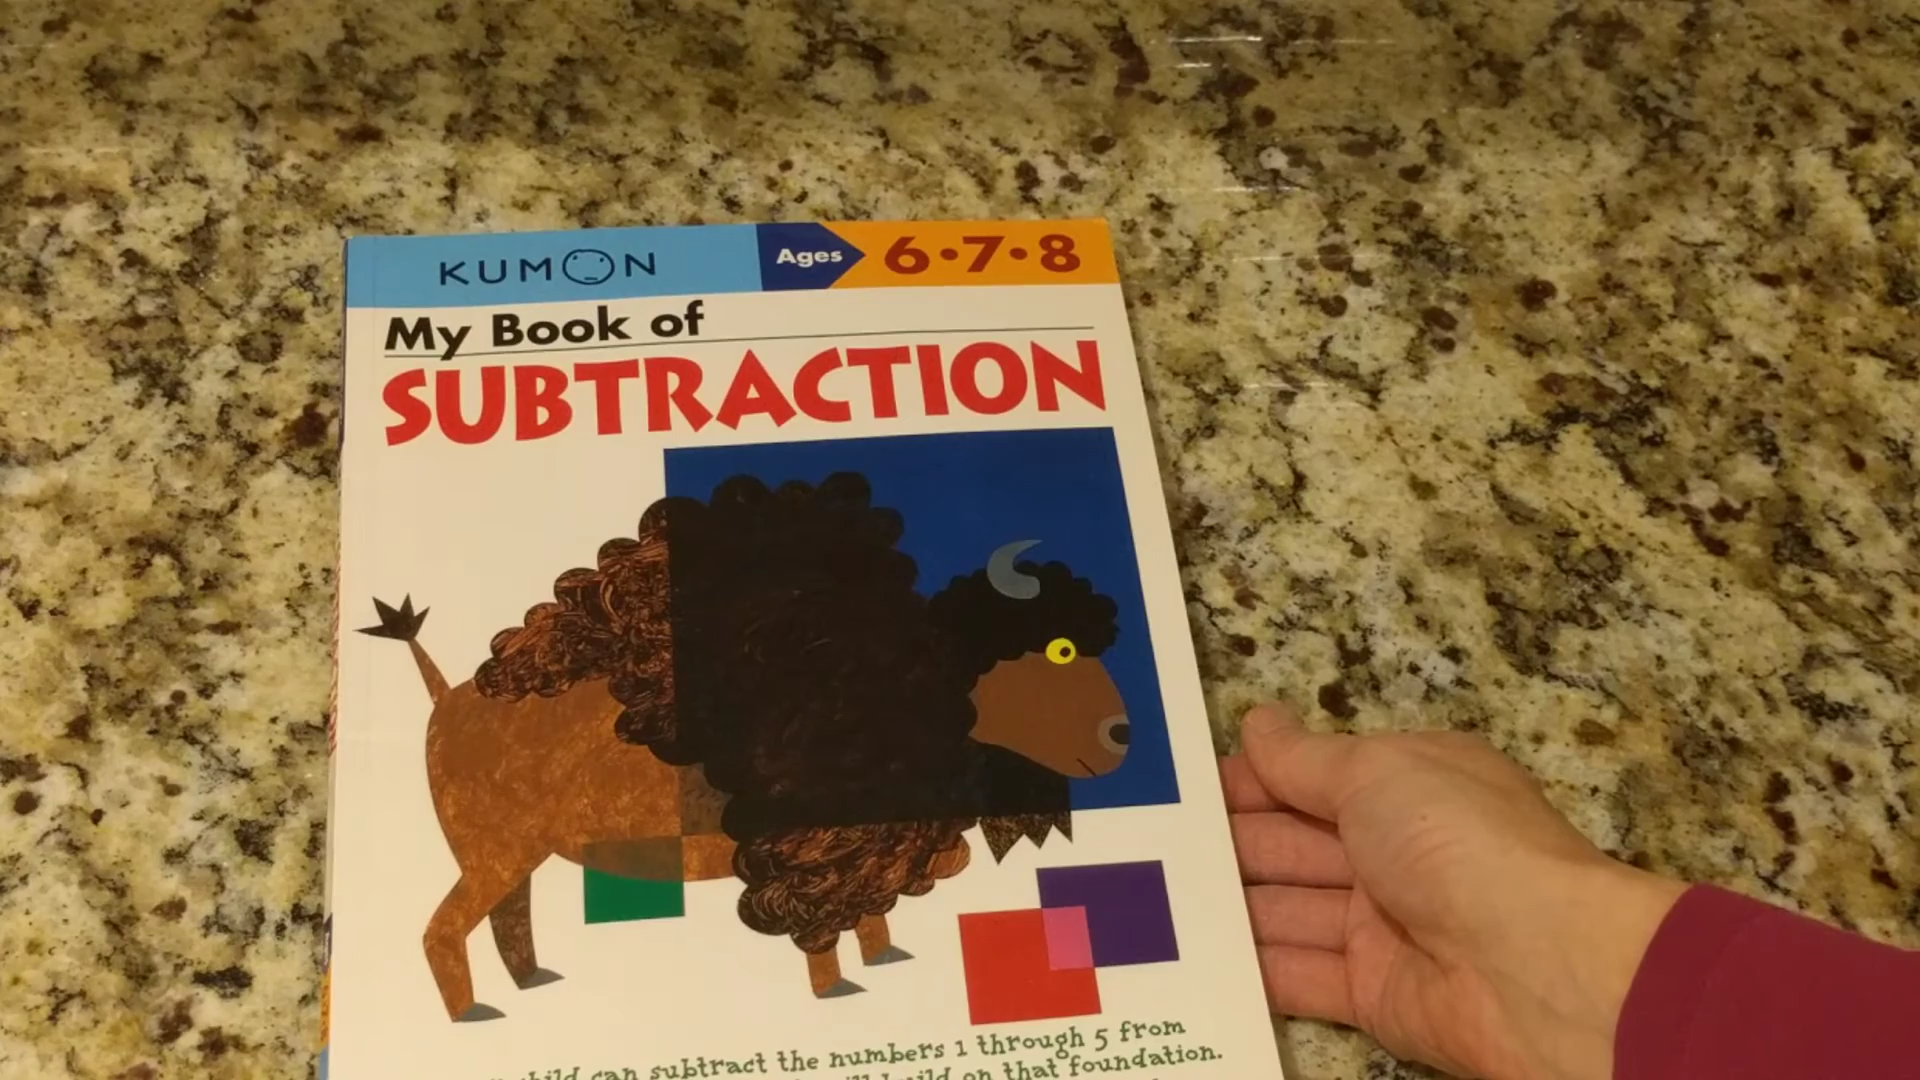 KUMON
Ages
6•7•8
My Book of
SUBTRACTION
child can subtract the numbers 1 through 5 from
build on that foundation.